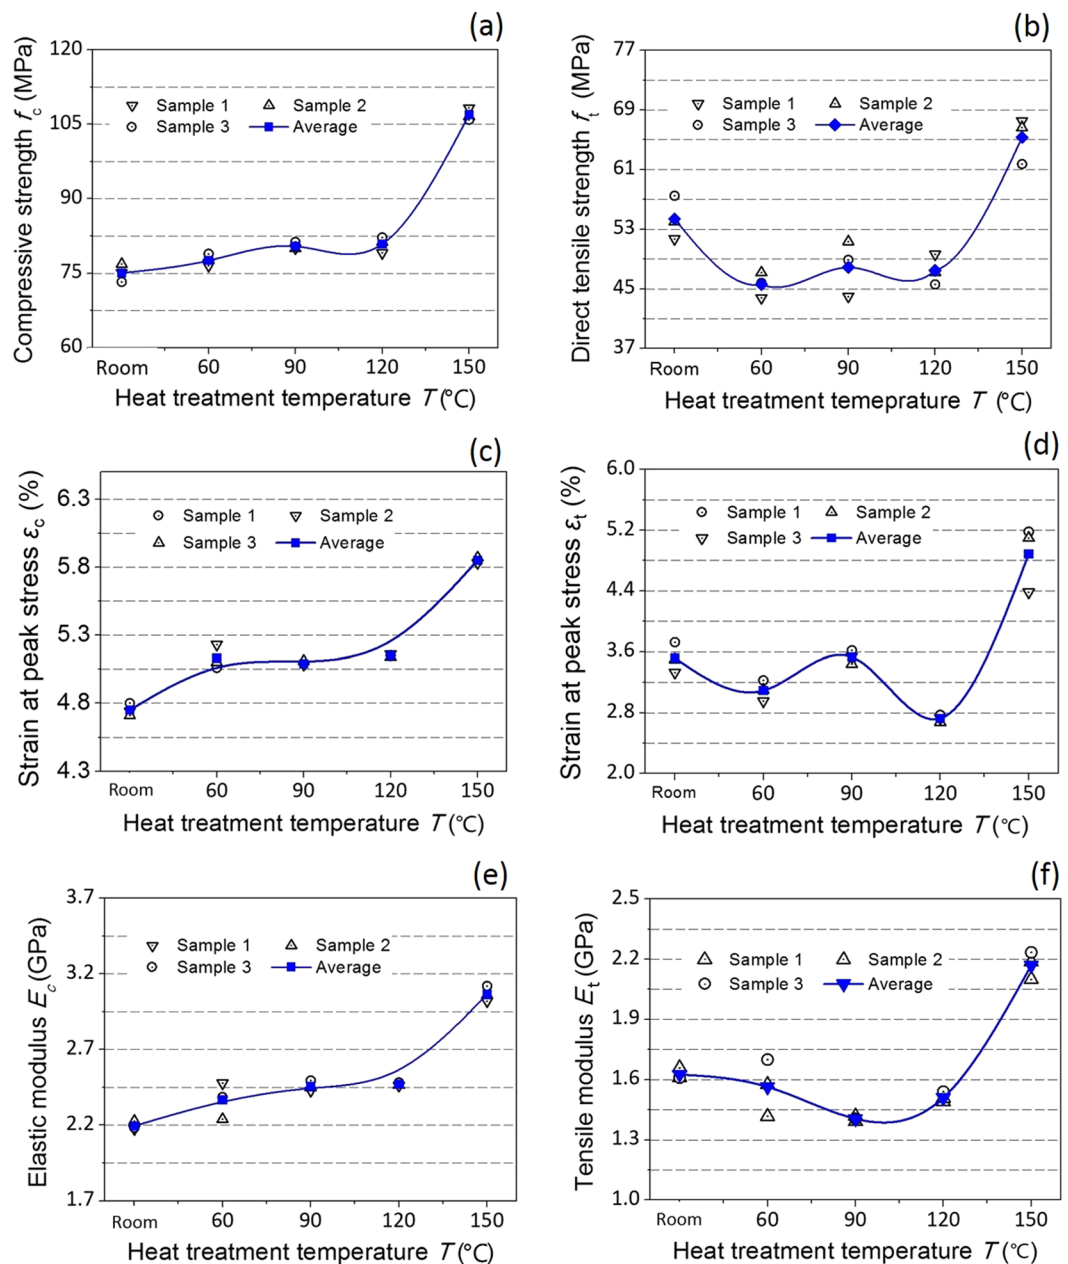 (a)
Compressive strength fc (MPa)
120
105
90
75
60
Sample 1 Sample 2
Sample 3 Average
Room 60 90 120 150
Heat treatment temperature T (°C)
(b)
Direct tensile strength ft (MPa)
77
69
61
53
45
37
Sample 1 Sample 2
Sample 3 Average
Room 60 90 120 150
Heat treatment temeprature T (°C)
(c)
Strain at peak stress εc (%)
6.3
5.8
5.3
4.8
4.3
Sample 1 Sample 2
Sample 3 Average
Room 60 90 120 150
Heat treatment temperature T (°C)
(d)
Strain at peak stress εt (%)
6.0
5.2
4.4
3.6
2.8
2.0
Sample 1 Sample 2
Sample 3 Average
Room 60 90 120 150
Heat treatment temperature T (°C)
(e)
Elastic modulus Ec (GPa)
3.7
3.2
2.7
2.2
1.7
Sample 1 Sample 2
Sample 3 Average
Room 60 90 120 150
Heat treatment temperature T (°C)
(f)
Tensile modulus Et (GPa)
2.5
2.2
1.9
1.6
1.3
1.0
Sample 1 Sample 2
Sample 3 Average
Room 60 90 120 150
Heat treatment temperature T (°C)